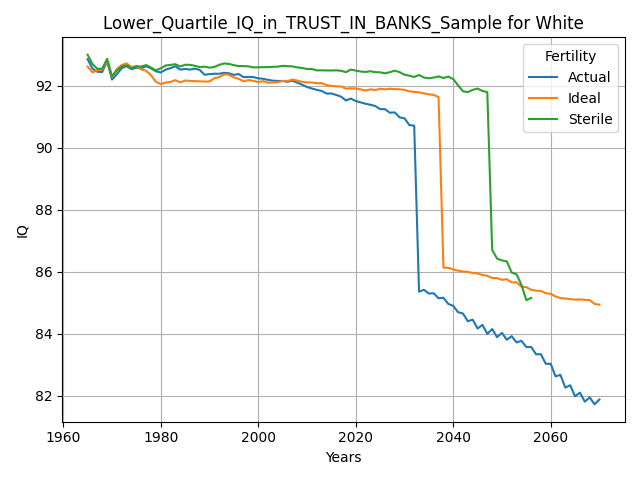 Lower_Quartile_IQ_in_TRUST_IN_BANKS_Sample for White
Fertility
Actual
Ideal
Sterile
IQ
92
90
88
86
84
82
1960
1980
2000
2020
2040
2060
Years